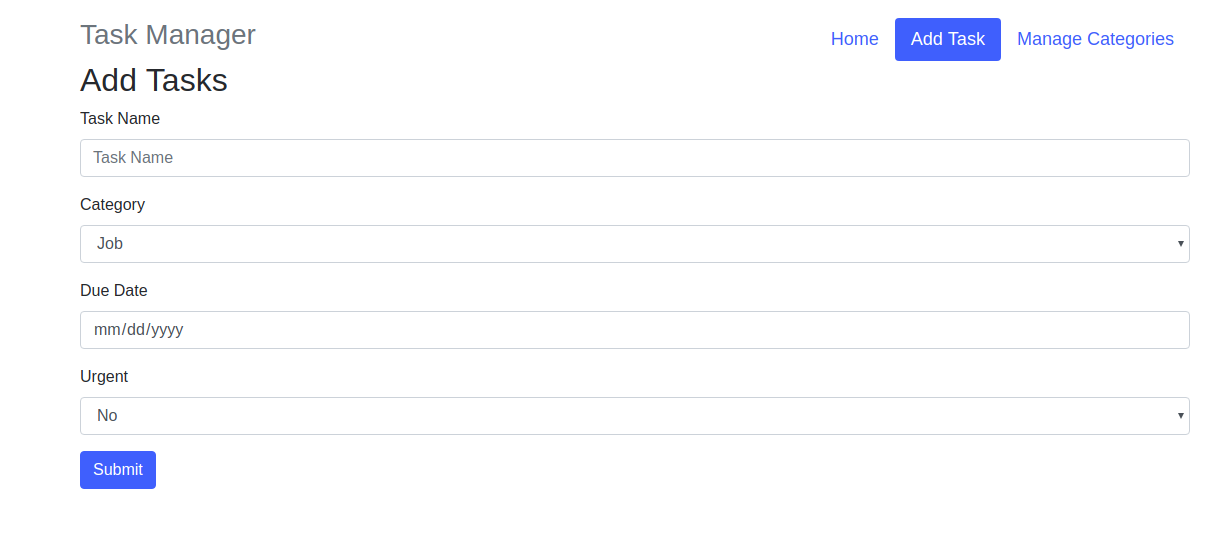 Task Manager
Home Add Task Manage Categories
Add Tasks
Task Name
Task Name
Category
Job
Due Date
mm/dd/yyyy
Urgent
No
Submit